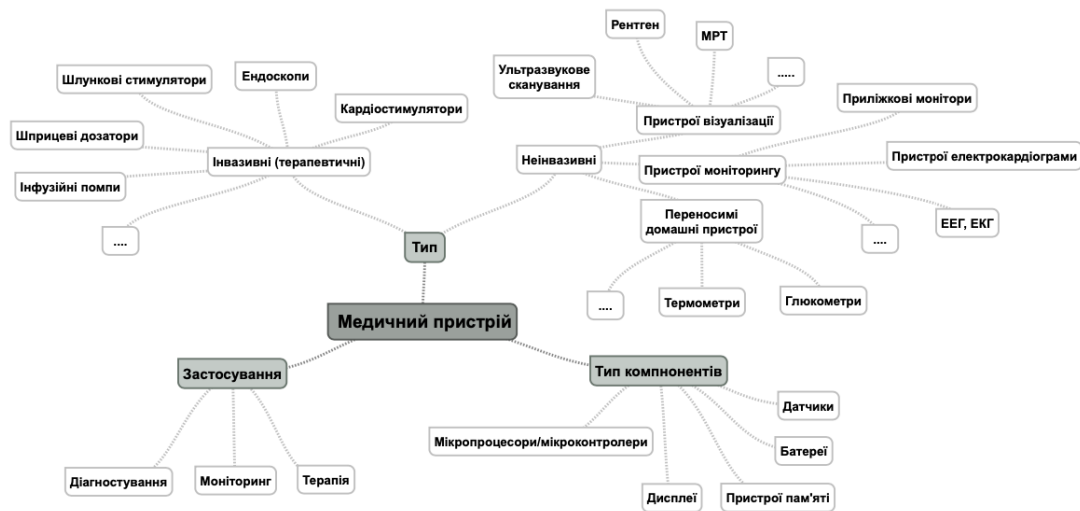 Рентген
МРТ
Ультразвукове
сканування
.....
Пристрої візуалізації
Шлункові стимулятори
Ендоскопи
Кардіостимулятори
Шприцеві дозатори
Інвазивні (терапевтичні)
Інфузійні помпи
....
Неінвазивні
Приліжкові монітори
Пристрої моніторингу
Пристрої електрокардіограми
ЕЕГ, ЕКГ
....
Переносимі
домашні пристрої
....
Термометри
Глюкометри
Тип
Медичний пристрій
Застосування
Діагностування
Моніторинг
Терапія
Тип компнонентів
Мікропроцесори/мікроконтролери
Дисплеї
Пристрої пам'яті
Батереї
Датчики